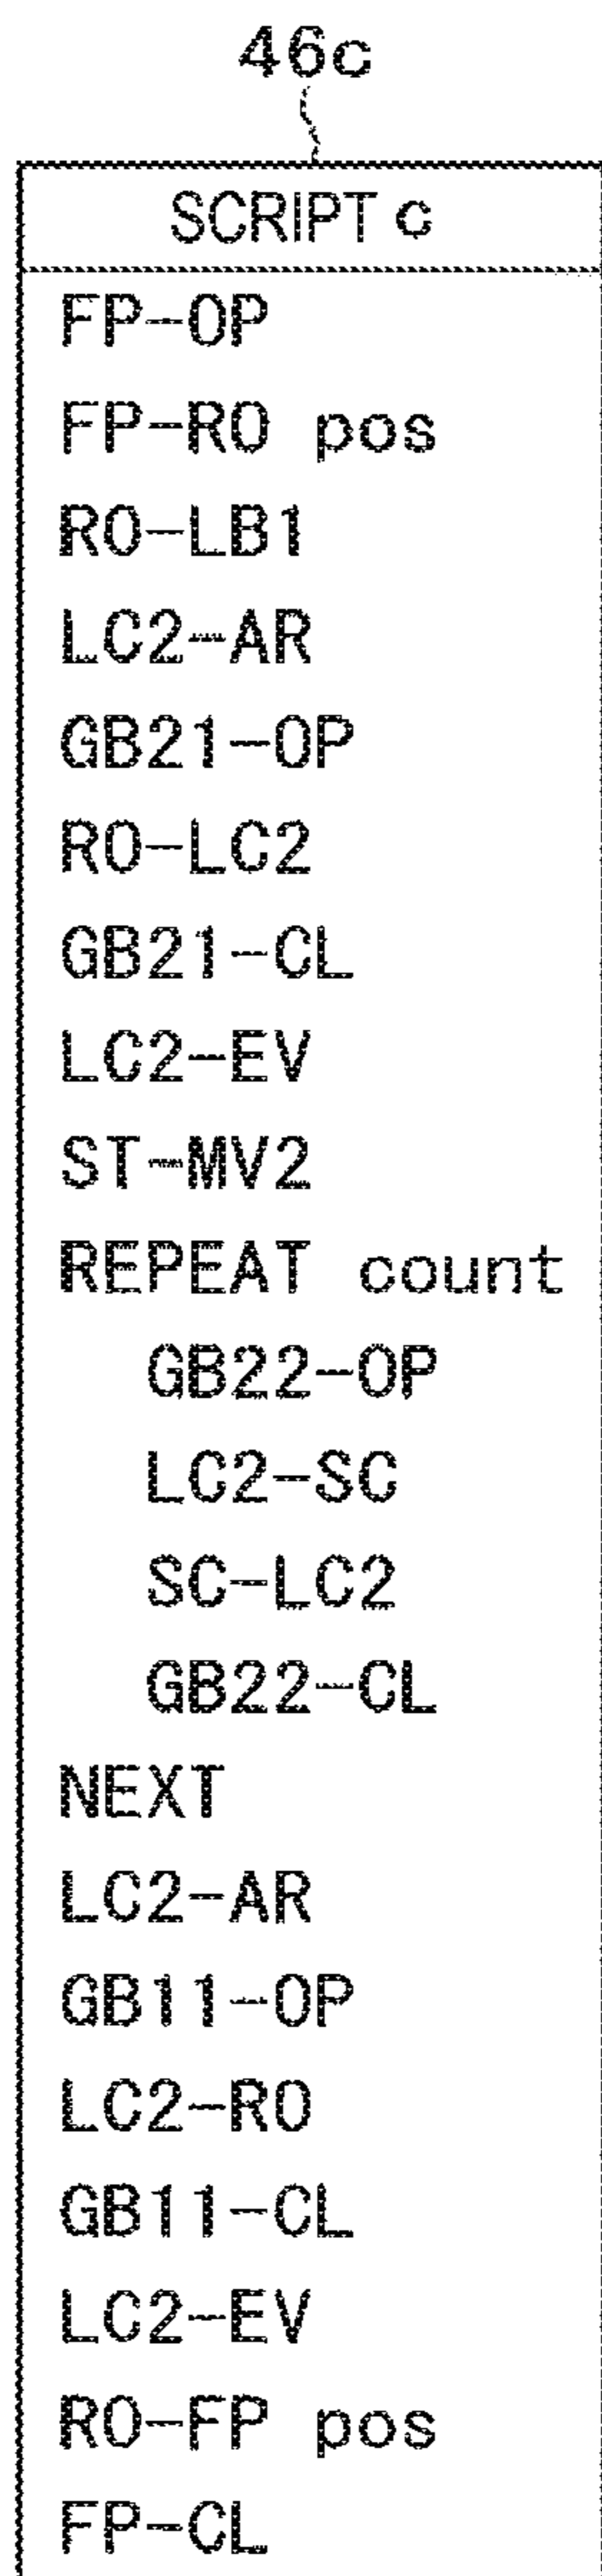 46c
SCRIPT c
FP-OP
FP-RO pos
RO-LB1
LC2-AR
GB21-OP
RO-LC2
GB21-CL
LC2-EV
ST-MV2
REPEAT count
GB22-OP
LC2-SC
SC-LC2
GB22-CL
NEXT
LC2-AR
GB11-OP
LC2-RO
GB11-CL
LC2-EV
RO-FP pos
FP-CL